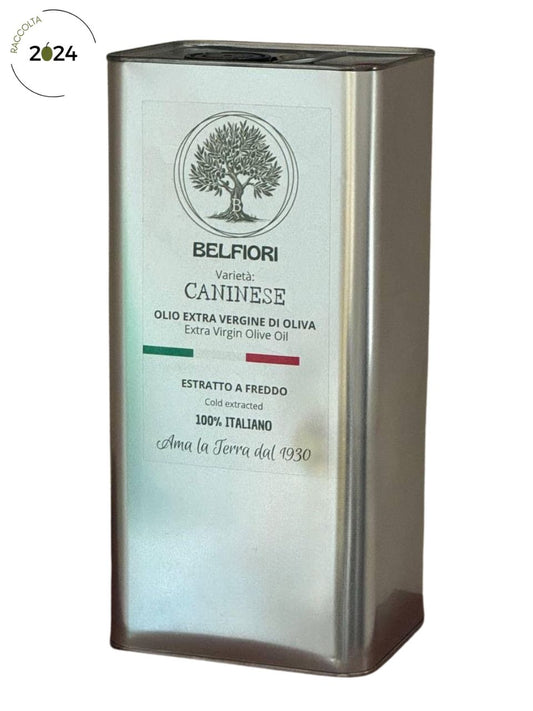 RACCOLTA
2024
B
BELFIORI
Varietà:
CANINESE
OLIO EXTRA VERGINE DI OLIVA
Extra Virgin Olive Oil
ESTRATTO A FREDDO
Cold extracted
100% ITALIANO
Ama la Terra dal 1930